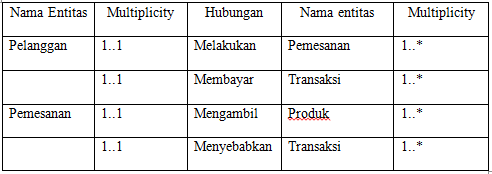 Nama Entitas Multiplicity Hubungan Nama entitas Multiplicity
Pelanggan 1..1 Melakukan Pemesanan 1..*
1..1 Membayar Transaksi 1..*
Pemesanan 1..1 Mengambil Produk 1..*
1..1 Menyebabkan Transaksi 1..*